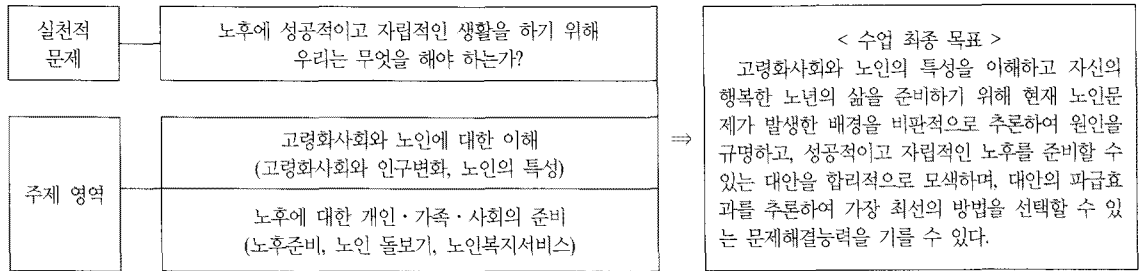 실천적
문제
노후에 성공적이고 자립적인 생활을 하기 위해
우리는 무엇을 해야 하는가?
주제 영역
고령화사회와 노인에 대한 이해
(고령화사회와 인구변화, 노인의 특성)
노후에 대한 개인·가족·사회의 준비
(노후준비, 노인 돌보기, 노인복지서비스)
⇒
< 수업 최종 목표 >
고령화사회와 노인의 특성을 이해하고 자신의
행복한 노년의 삶을 준비하기 위해 현재 노인문
제가 발생한 배경을 비판적으로 추론하여 원인을
규명하고, 성공적이고 자립적인 노후를 준비할 수
있는 대안을 합리적으로 모색하며, 대안의 파급효
과를 추론하여 가장 최선의 방법을 선택할 수 있
는 문제해결능력을 기를 수 있다.